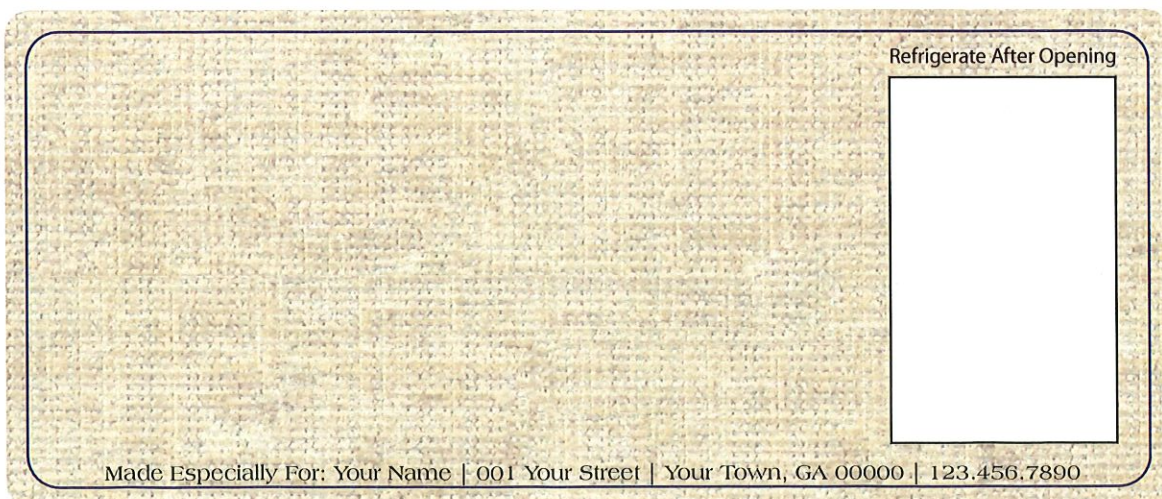 Refrigerate After Opening
Made Especially For: Your Name | 001 Your Street | Your Town, GA 00000 | 123.456.7890